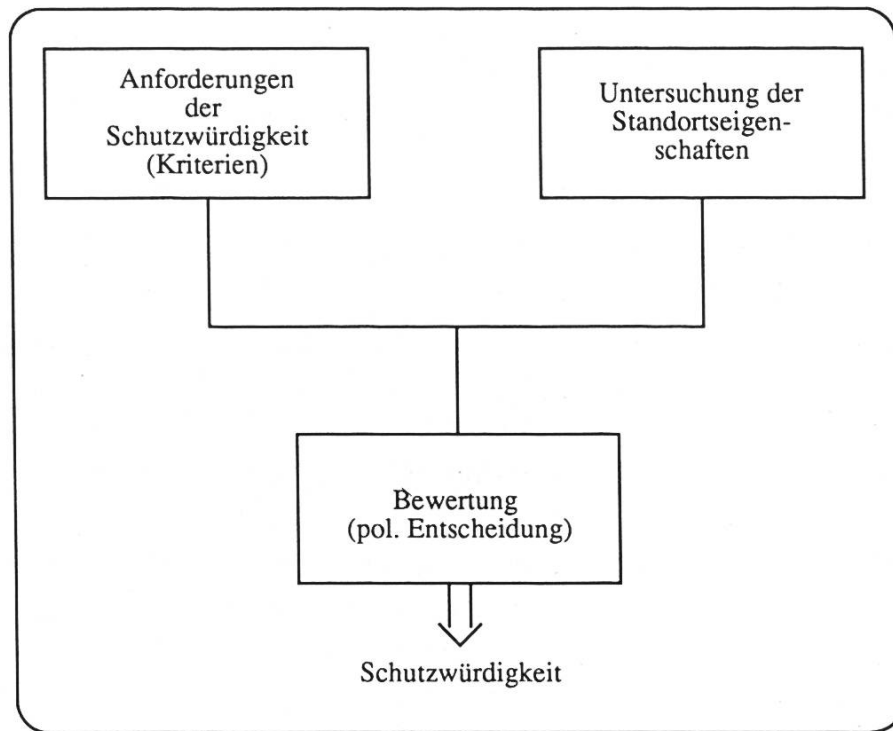 Anforderungen
der
Schutzwürdigkeit
(Kriterien)
Untersuchung der
Standortseigen-
schaften
Bewertung
(pol. Entscheidung)
Schutzwürdigkeit